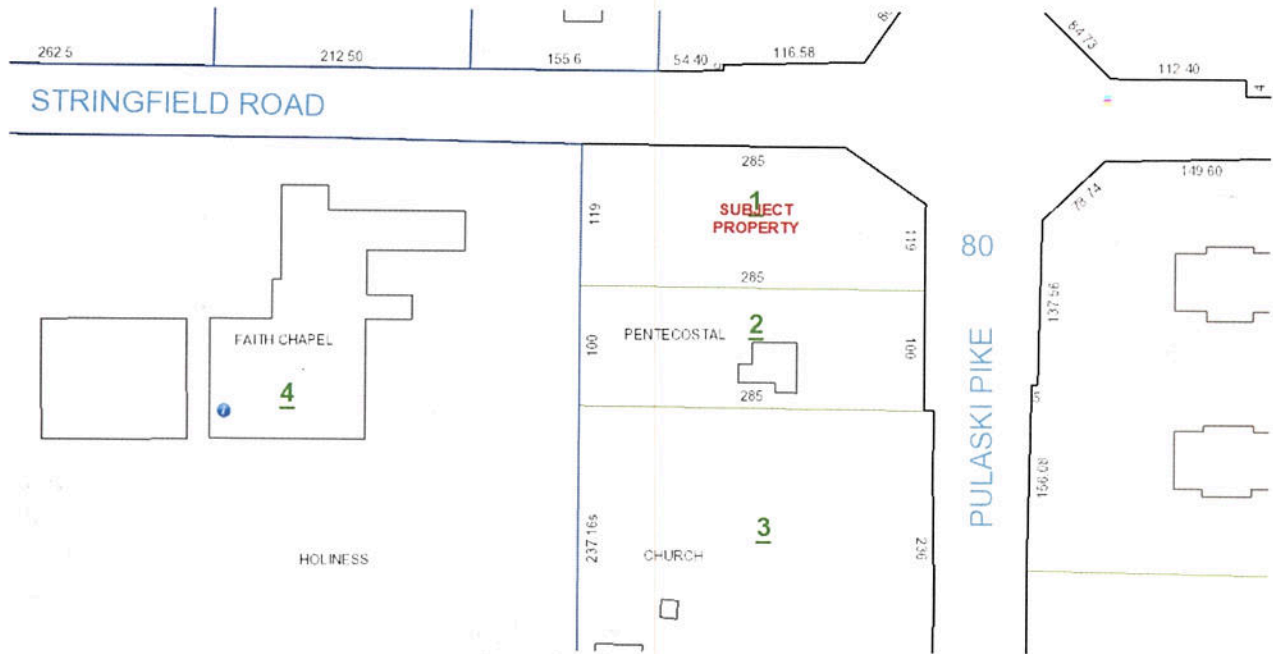 262.5
212.50
155.6
54.40
116.58
84.73
112.40
STRINGFIELD ROAD
285
149.60
78.74
119
1
SUBJECT
PROPERTY
119
80
285
137.56
FAITH CHAPEL
PENTECOSTAL
2
100
100
4
285
PULASKI PIKE
156.08
237.16s
3
236
HOLINESS
CHURCH